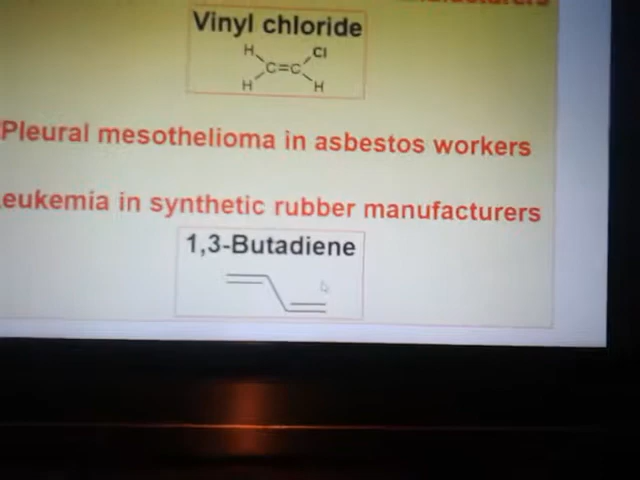 Vinyl chloride
H Cl
C=C
H H
Pleural mesothelioma in asbestos workers
eukemia in synthetic rubber manufacturers
1,3-Butadiene